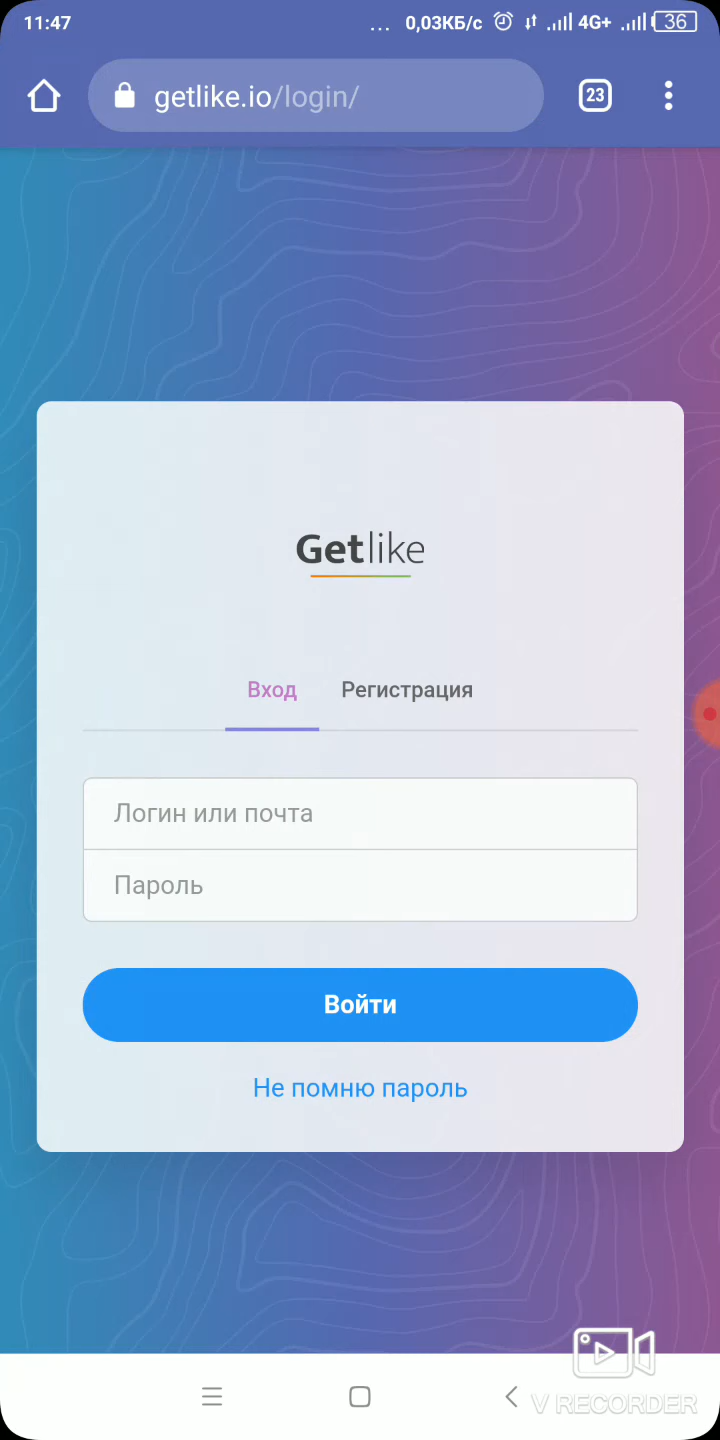 11:47
... 0,03КБ/с 4G+ 36
getlike.io/login/
23
Getlike
Вход Регистрация
Логин или почта
Пароль
Войти
Не помню пароль
V RECORDER